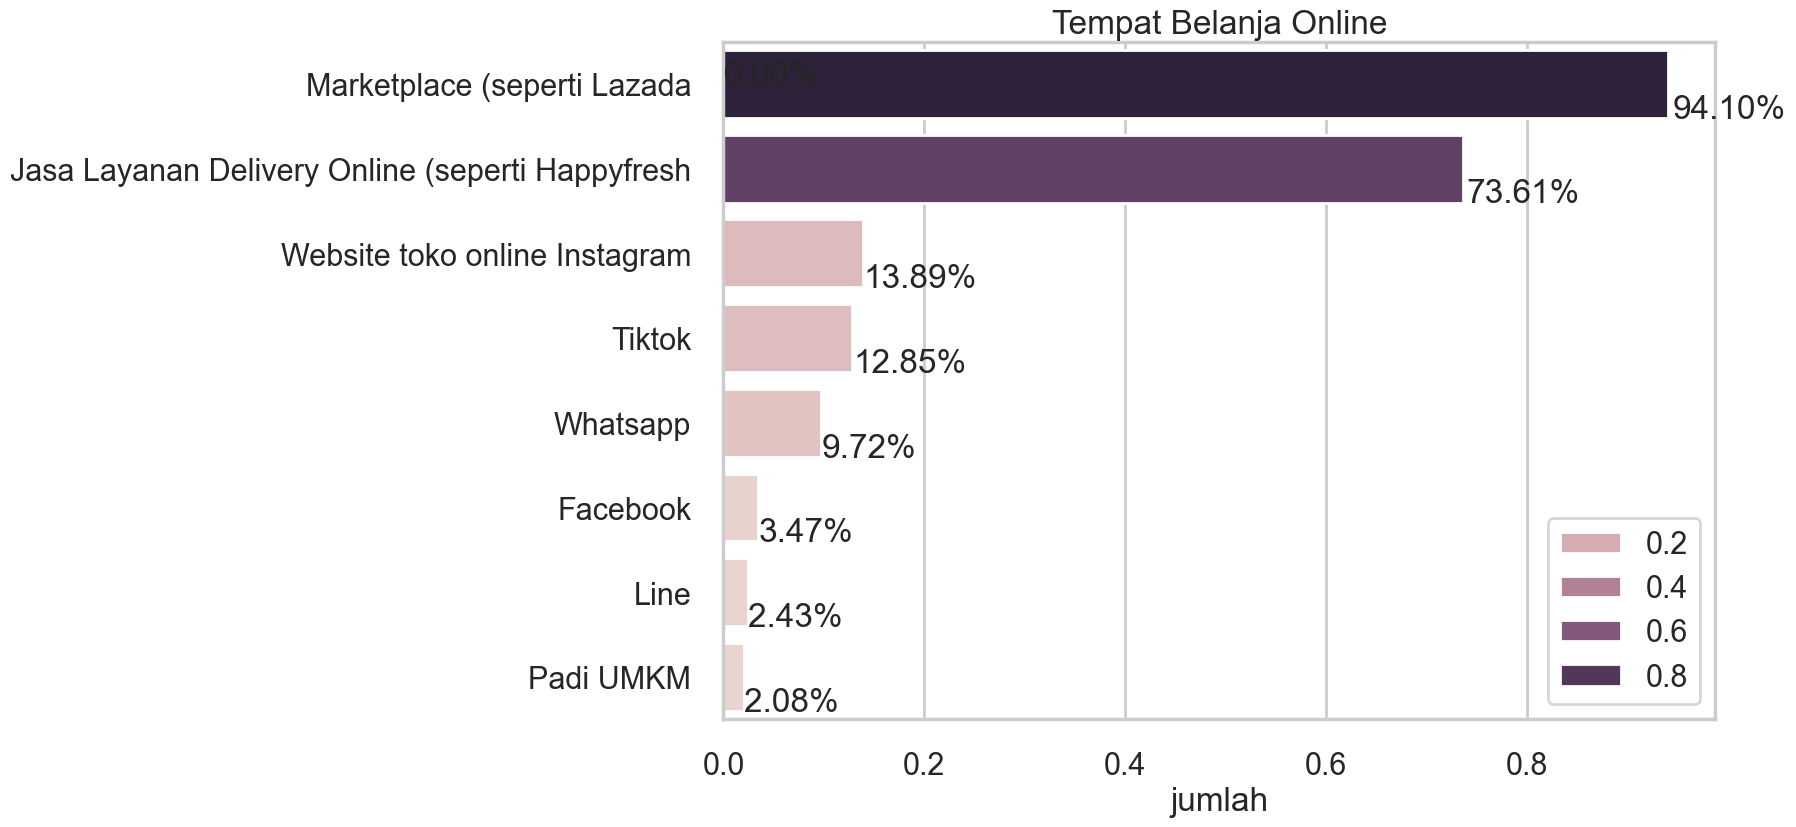 Tempat Belanja Online
Marketplace (seperti Lazada
0.00%
94.10%
Jasa Layanan Delivery Online (seperti Happyfresh
73.61%
Website toko online Instagram
13.89%
Tiktok
12.85%
Whatsapp
9.72%
Facebook
3.47%
Line
2.43%
Padi UMKM
2.08%
0.2
0.4
0.6
0.8
0.0 0.2 0.4 0.6 0.8
jumlah